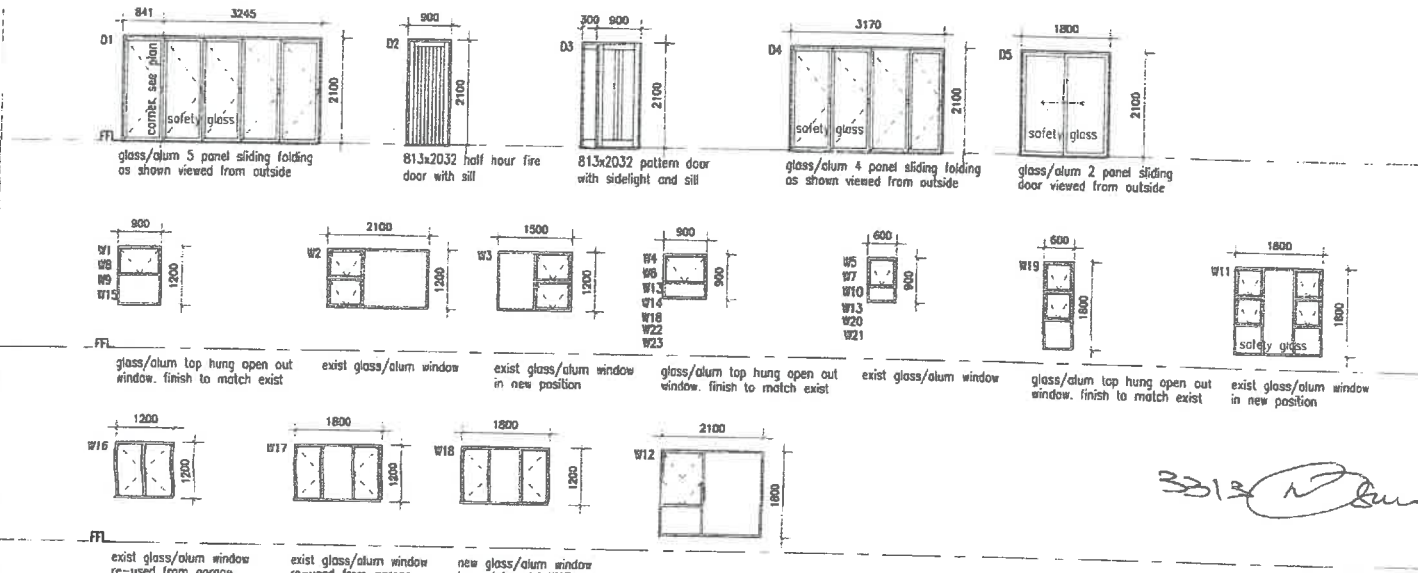 841 3245
D1
corner, see plan
safety glass
2100
FFL
glass/alum 5 panel sliding folding
as shown viewed from outside
900
D2
2100
813x2032 half hour fire
door with sill
300 900
D3
2100
813x2032 pattern door
with sidelight and sill
3170
D4
safety glass
2100
glass/alum 4 panel sliding folding
as shown viewed from outside
1800
D5
safety glass
2100
glass/alum 2 panel sliding
door viewed from outside
900
W1
W8
W9
W15
1200
FFL
glass/alum top hung open out
window. finish to match exist
2100
W2
1200
exist glass/alum window
1500
W3
1200
exist glass/alum window
in new position
900
W4
W6
W13
W14
W18
W22
W23
900
glass/alum top hung open out
window. finish to match exist
600
W5
W7
W10
W13
W20
W21
900
exist glass/alum window
600
W19
1800
glass/alum top hung open out
window. finish to match exist
1800
W11
safety glass
1800
exist glass/alum window
in new position
1200
W16
1200
FFL
exist glass/alum window
re-used from garage
1800
W17
1200
exist glass/alum window
re-used from garage
1800
W18
1200
new glass/alum window
2100
W12
1800
3313